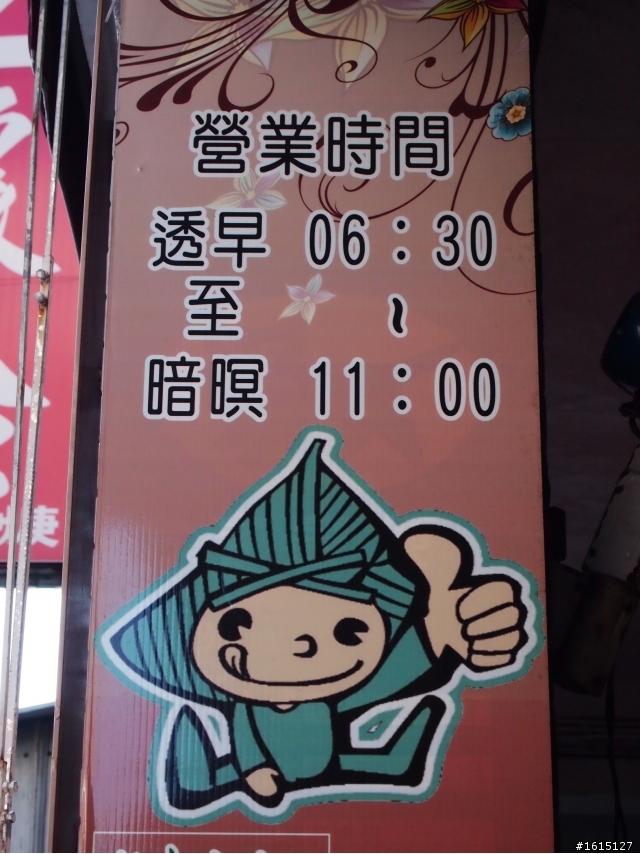 營業時間
透早 06:30
至 ~
暗暝 11:00
#1615127